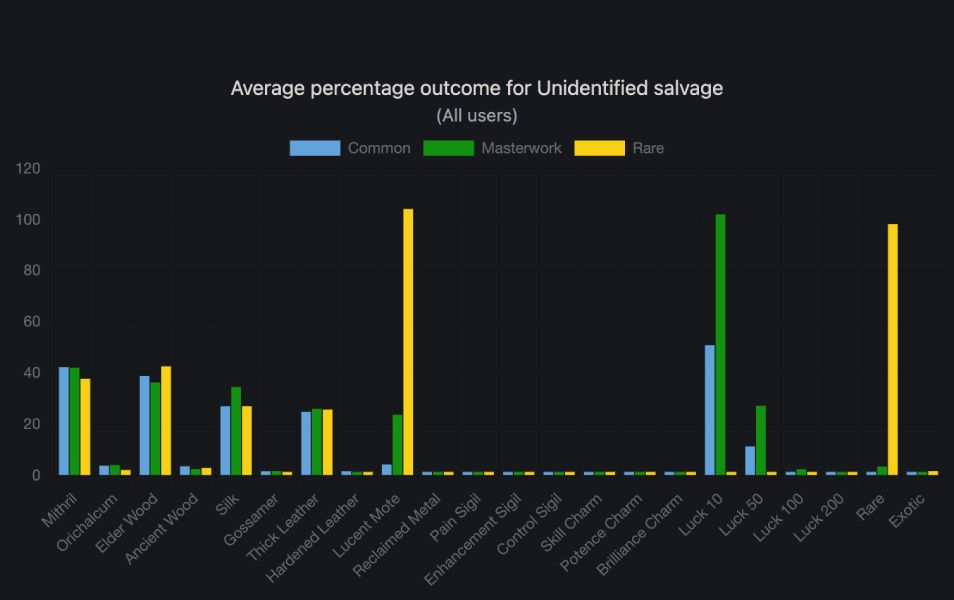 Average percentage outcome for Unidentified salvage
(All users)
Common Masterwork Rare
120
100
80
60
40
20
0
Mithril
Orichalcum
Elder Wood
Ancient Wood
Silk
Gossamer
Thick Leather
Hardened Leather
Lucent Mote
Reclaimed Metal
Pain Sigil
Enhancement Sigil
Control Sigil
Skill Charm
Potence Charm
Brilliance Charm
Luck 10
Luck 50
Luck 100
Luck 200
Rare
Exotic